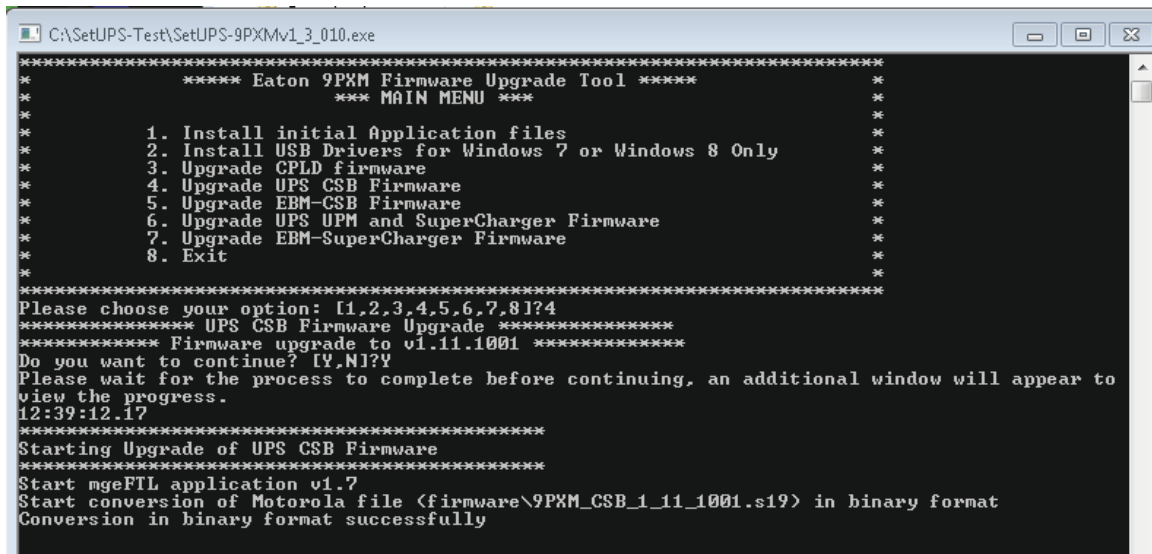 C:\SetUPS-Test\SetUPS-9PXMv1_3_010.exe
*************************************************************************
* ***** Eaton 9PXM Firmware Upgrade Tool ***** *
* *** MAIN MENU *** *
* *
* 1. Install initial Application files *
* 2. Install USB Drivers for Windows 7 or Windows 8 Only *
* 3. Upgrade CPLD firmware *
* 4. Upgrade UPS CSB Firmware *
* 5. Upgrade EBM-CSB Firmware *
* 6. Upgrade UPS UPM and SuperCharger Firmware *
* 7. Upgrade EBM-SuperCharger Firmware *
* 8. Exit *
* *
*************************************************************************
Please choose your option: [1,2,3,4,5,6,7,8]?4
*************** UPS CSB Firmware Upgrade ***************
************ Firmware upgrade to v1.11.1001 *************
Do you want to continue? [Y,N]?Y
Please wait for the process to complete before continuing, an additional window will appear to
view the progress.
12:39:12.17
*********************************************
Starting Upgrade of UPS CSB Firmware
*********************************************
Start mgeFTL application v1.7
Start conversion of Motorola file (firmware\9PXM_CSB_1_11_1001.s19) in binary format
Conversion in binary format successfully